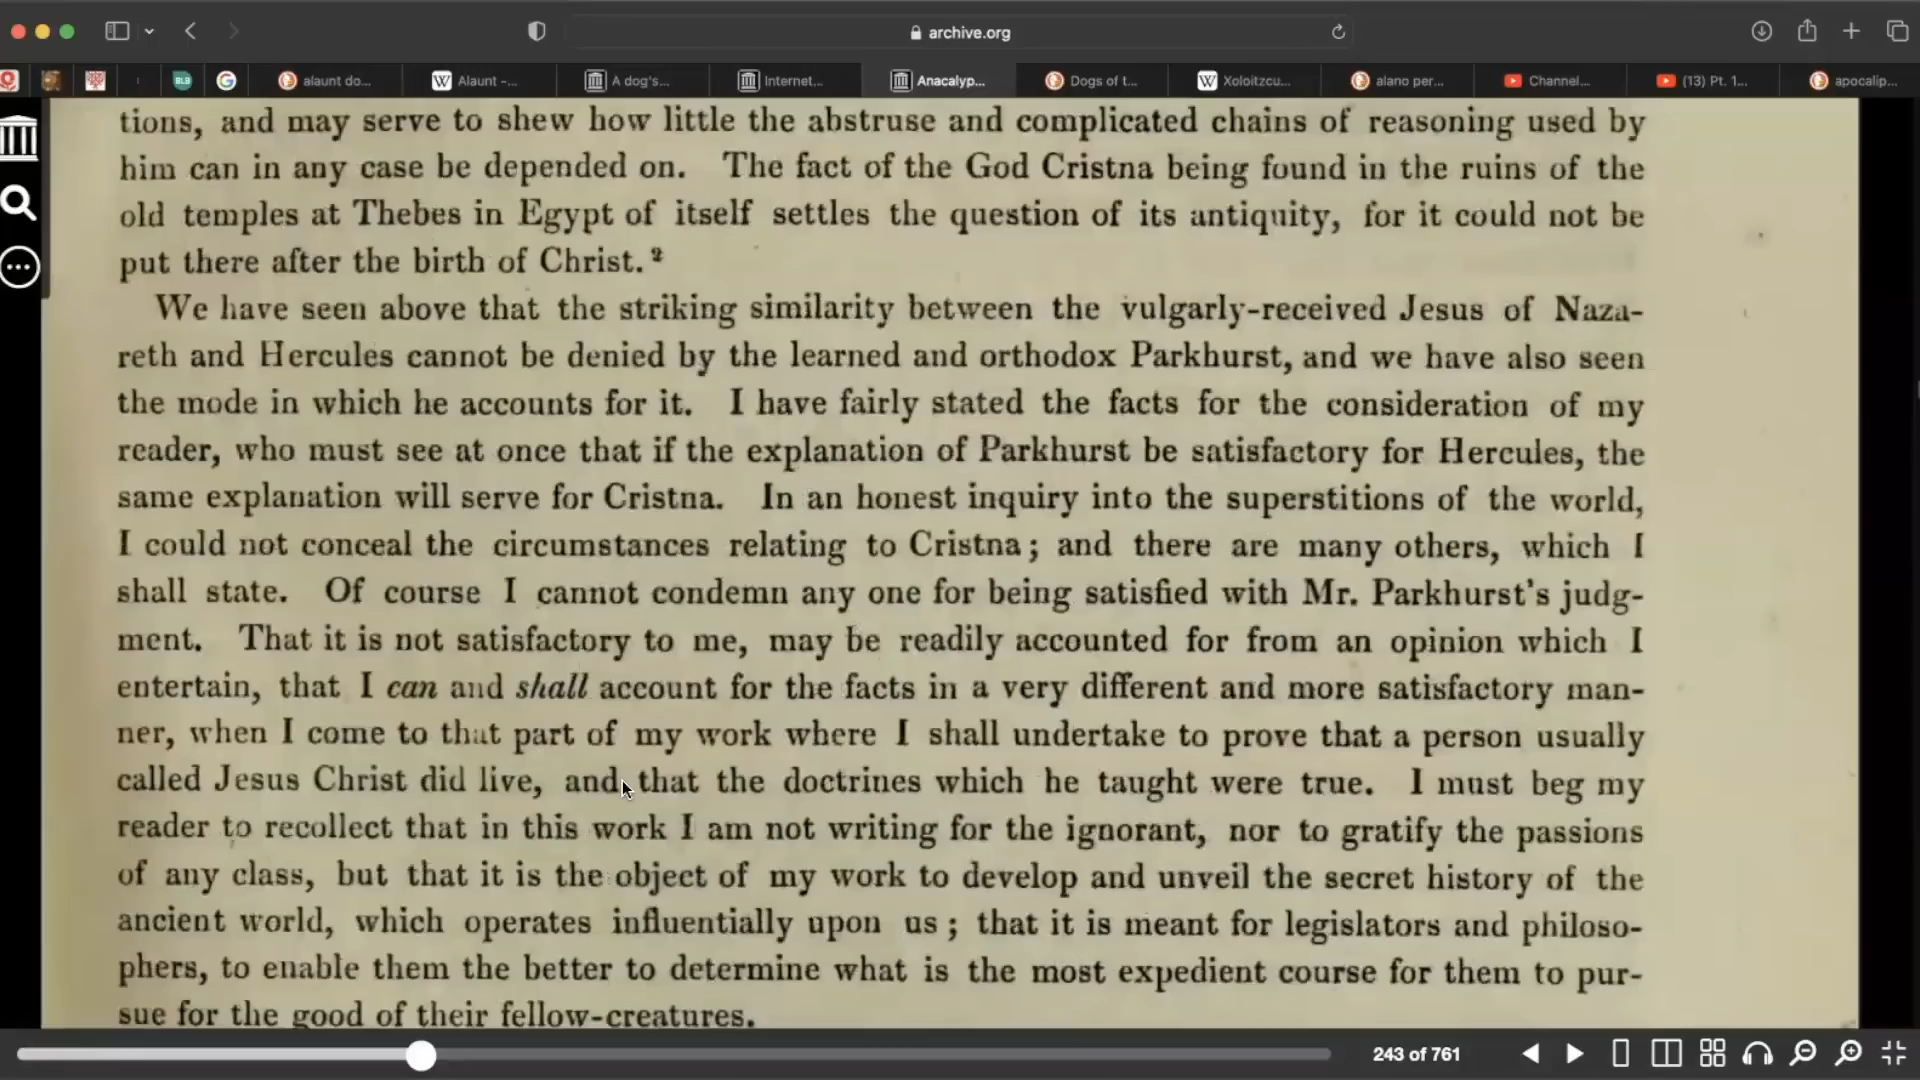 archive.org
BLB
alaunt do...
Alaunt -...
A dog's...
Internet...
Anacalyp...
Dogs of t...
Xoloitzcu...
alano per...
Channel...
(13) Pt. 1...
apocalip...
tions, and may serve to shew how little the abstruse and complicated chains of reasoning used by
him can in any case be depended on. The fact of the God Cristna being found in the ruins of the
old temples at Thebes in Egypt of itself settles the question of its antiquity, for it could not be
put there after the birth of Christ.²
We have seen above that the striking similarity between the vulgarly-received Jesus of Naza-
reth and Hercules cannot be denied by the learned and orthodox Parkhurst, and we have also seen
the mode in which he accounts for it. I have fairly stated the facts for the consideration of my
reader, who must see at once that if the explanation of Parkhurst be satisfactory for Hercules, the
same explanation will serve for Cristna. In an honest inquiry into the superstitions of the world,
I could not conceal the circumstances relating to Cristna; and there are many others, which I
shall state. Of course I cannot condemn any one for being satisfied with Mr. Parkhurst's judg-
ment. That it is not satisfactory to me, may be readily accounted for from an opinion which I
entertain, that I can and shall account for the facts in a very different and more satisfactory man-
ner, when I come to that part of my work where I shall undertake to prove that a person usually
called Jesus Christ did live, and that the doctrines which he taught were true. I must beg my
reader to recollect that in this work I am not writing for the ignorant, nor to gratify the passions
of any class, but that it is the object of my work to develop and unveil the secret history of the
ancient world, which operates influentially upon us; that it is meant for legislators and philoso-
phers, to enable them the better to determine what is the most expedient course for them to pur-
sue for the good of their fellow-creatures.
243 of 761